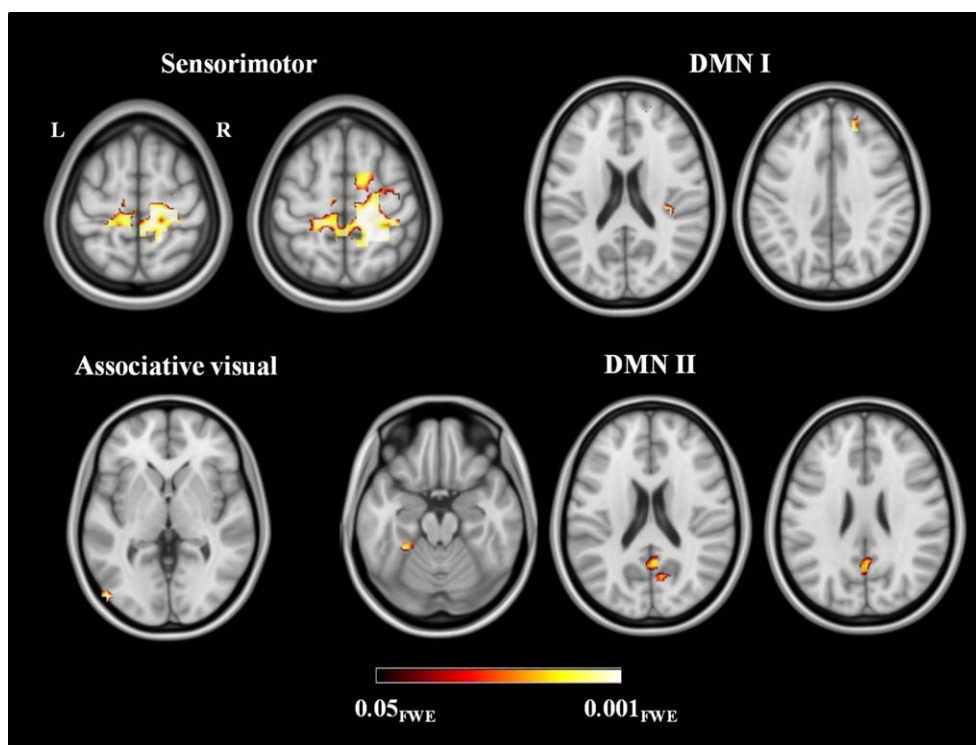 Sensorimotor
DMN I
L R
Associative visual
DMN II
0.05FWE 0.001FWE